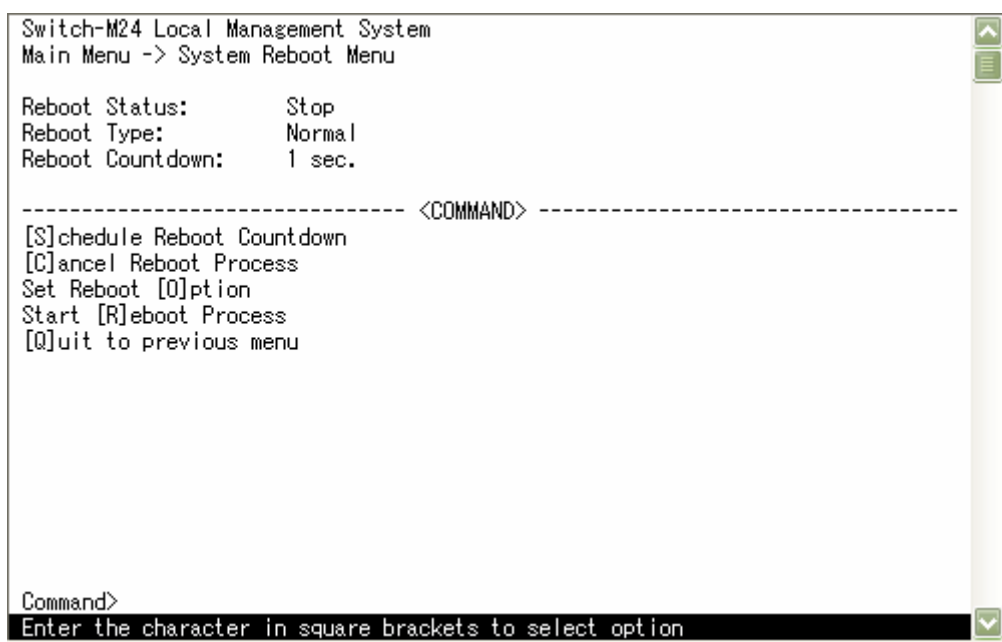 Switch-M24 Local Management System
Main Menu -> System Reboot Menu
Reboot Status: Stop
Reboot Type: Normal
Reboot Countdown: 1 sec.
-------------------------------- <COMMAND> -----------------------------------
[S]chedule Reboot Countdown
[C]ancel Reboot Process
Set Reboot [O]ption
Start [R]eboot Process
[Q]uit to previous menu
Command>
Enter the character in square brackets to select option